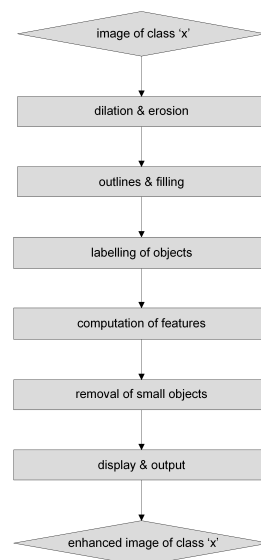 image of class ‘x’
dilation & erosion
outlines & filling
labelling of objects
computation of features
removal of small objects
display & output
enhanced image of class ‘x’